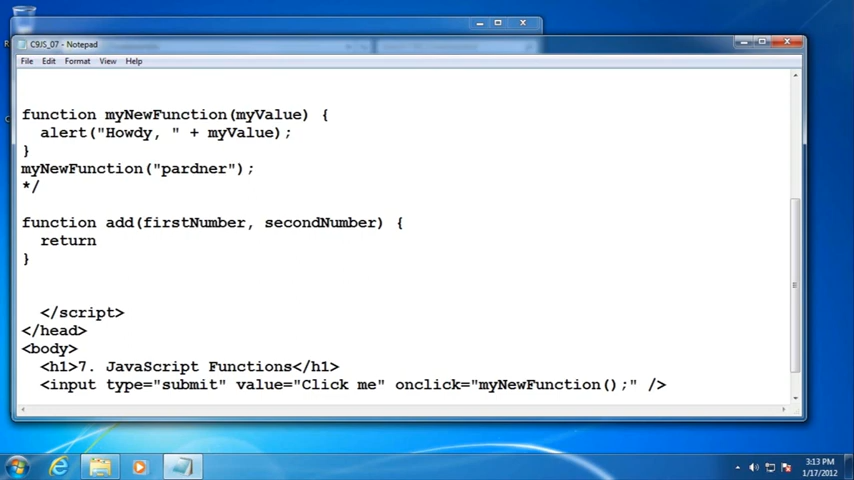 C9JS_07 - Notepad
File Edit Format View Help
function myNewFunction(myValue) {
alert("Howdy, " + myValue);
}
myNewFunction("pardner");
*/
function add(firstNumber, secondNumber) {
return
}
</script>
</head>
<body>
<h1>7. JavaScript Functions</h1>
<input type="submit" value="Click me" onclick="myNewFunction();" />
3:13 PM
1/17/2012